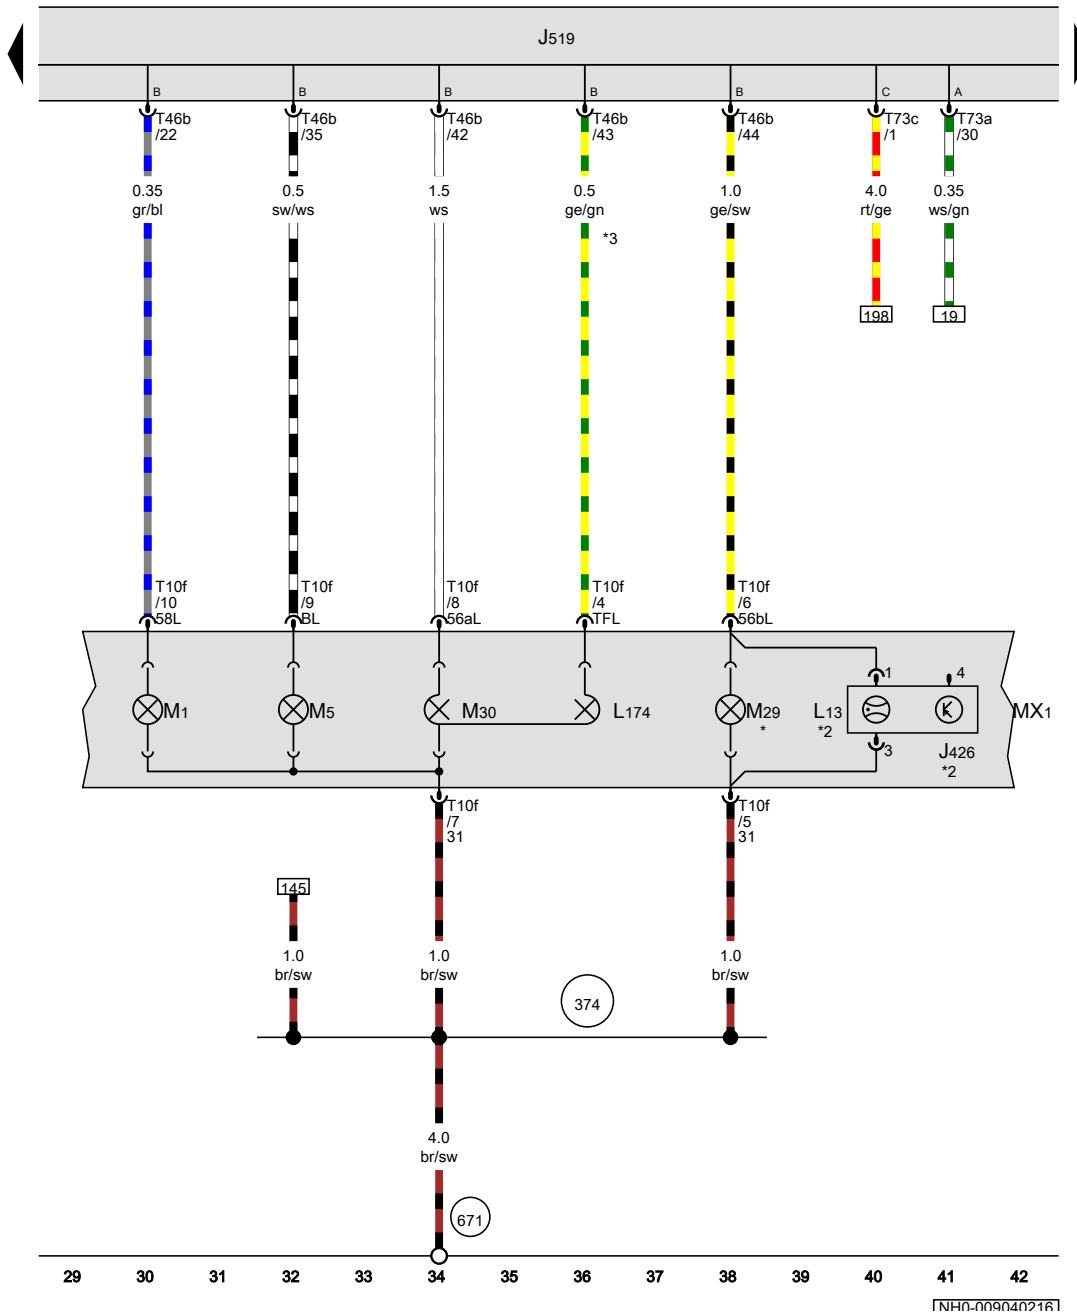 J519
B B B B B C A
T46b /22
T46b /35
T46b /42
T46b /43
T46b /44
T73c /1
T73a /30
0.35 gr/bl
0.5 sw/ws
1.5 ws
0.5 ge/gn
1.0 ge/sw
4.0 rt/ge
0.35 ws/gn
*3
198
19
T10f /10 58L
T10f /9 BL
T10f /8 56aL
T10f /4 TFL
T10f /6 56bL
1 4
M1
M5
M30
L174
M29 *
L13 *2
MX1
3
J426 *2
T10f /7 31
T10f /5 31
145
1.0 br/sw
1.0 br/sw
1.0 br/sw
374
4.0 br/sw
671
29 30 31 32 33 34 35 36 37 38 39 40 41 42
NH0-009040216